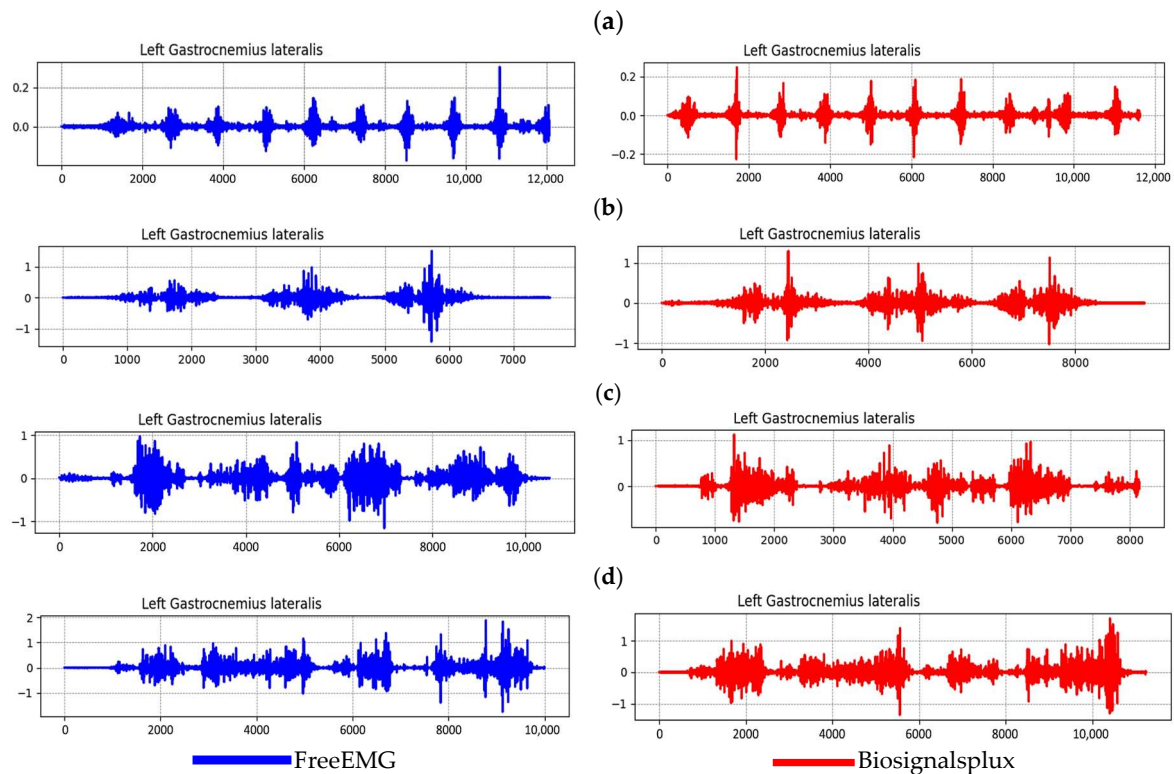 (a)
Left Gastrocnemius lateralis
0.2
0.0
0 2000 4000 6000 8000 10,000 12,000
Left Gastrocnemius lateralis
0.2
0.0
−0.2
0 2000 4000 6000 8000 10,000 12,000
(b)
Left Gastrocnemius lateralis
1
0
−1
0 1000 2000 3000 4000 5000 6000 7000
Left Gastrocnemius lateralis
1
0
−1
0 2000 4000 6000 8000
(c)
Left Gastrocnemius lateralis
1
0
−1
0 2000 4000 6000 8000 10,000
Left Gastrocnemius lateralis
1
0
0 1000 2000 3000 4000 5000 6000 7000 8000
(d)
Left Gastrocnemius lateralis
2
1
0
−1
0 2000 4000 6000 8000 10,000
Left Gastrocnemius lateralis
1
0
−1
0 2000 4000 6000 8000 10,000
FreeEMG
Biosignalsplux